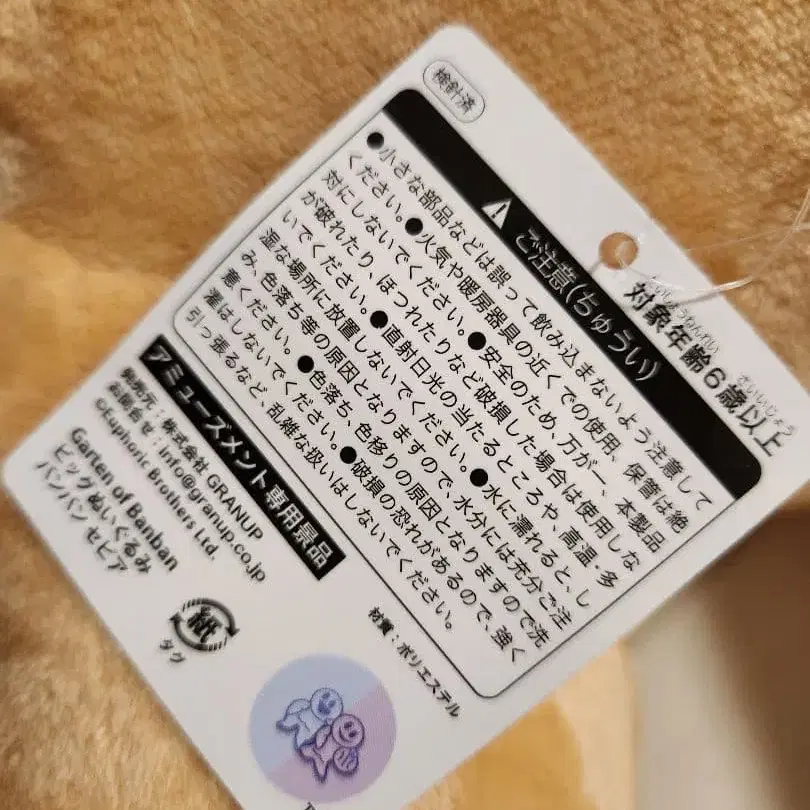 検針済
たいしょうねんれい さいいじょう
対象年齢6歳以上
ご注意(ちゅうい)
●小さな部品などは誤って飲み込まないよう注意して
ください。●火気や暖房器具の近くでの使用、保管は絶
対にしないでください。●安全のため、万が一、本製品
が破れたり、ほつれたりなど破損した場合は使用しな
いでください。●直射日光の当たるところや、高温・多
湿な場所に放置しないでください。●水に濡れると、し
み、色落ち等の原因となりますので、水分には充分ご注
意ください。●色落ち、色移りの原因となりますので洗
濯はしないでください。●破損の恐れがあるので、強く
引っ張るなど、乱雑な扱いはしないでください。
アミューズメント専用景品
発売元：株式会社 GRANUP
お問合せ：info@granup.co.jp
©Euphoric Brothers Ltd.
Garten of Banban
ビッグぬいぐるみ
バンバン セピア
紙
タグ
材質：ポリエステル